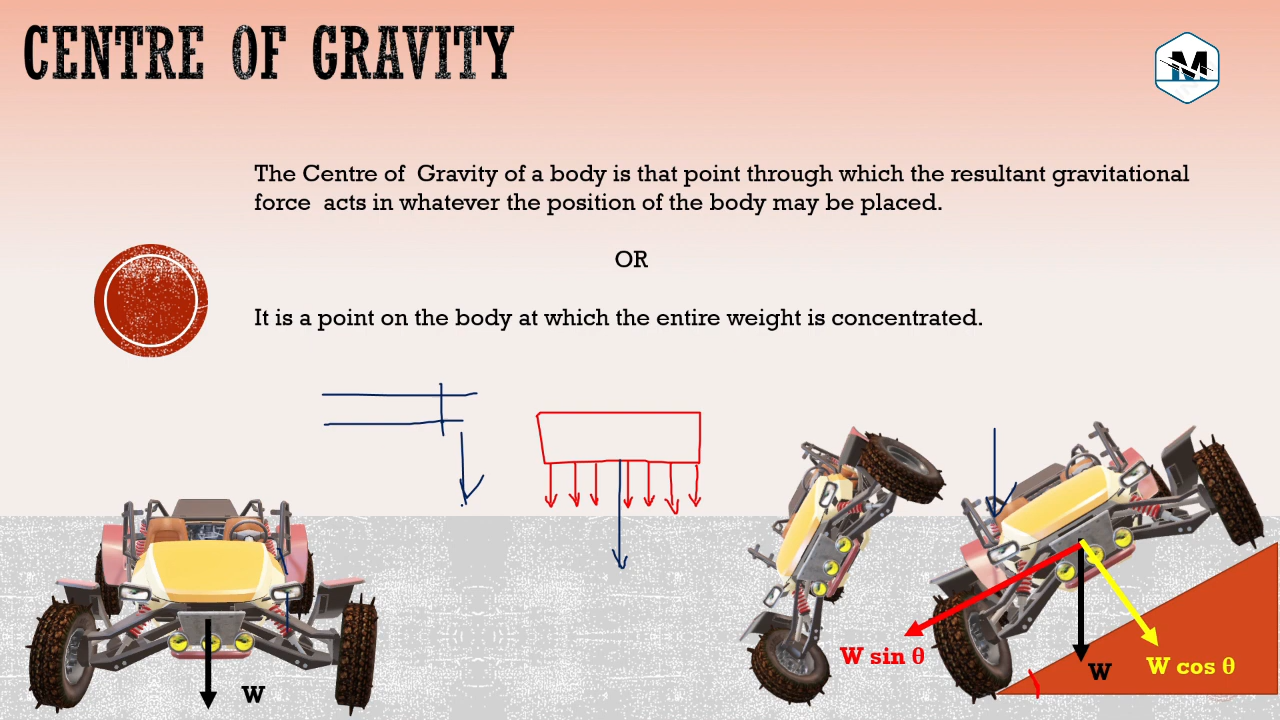 CENTRE OF GRAVITY
M
The Centre of Gravity of a body is that point through which the resultant gravitational
force acts in whatever the position of the body may be placed.
OR
It is a point on the body at which the entire weight is concentrated.
W
W sin θ
W
W cos θ